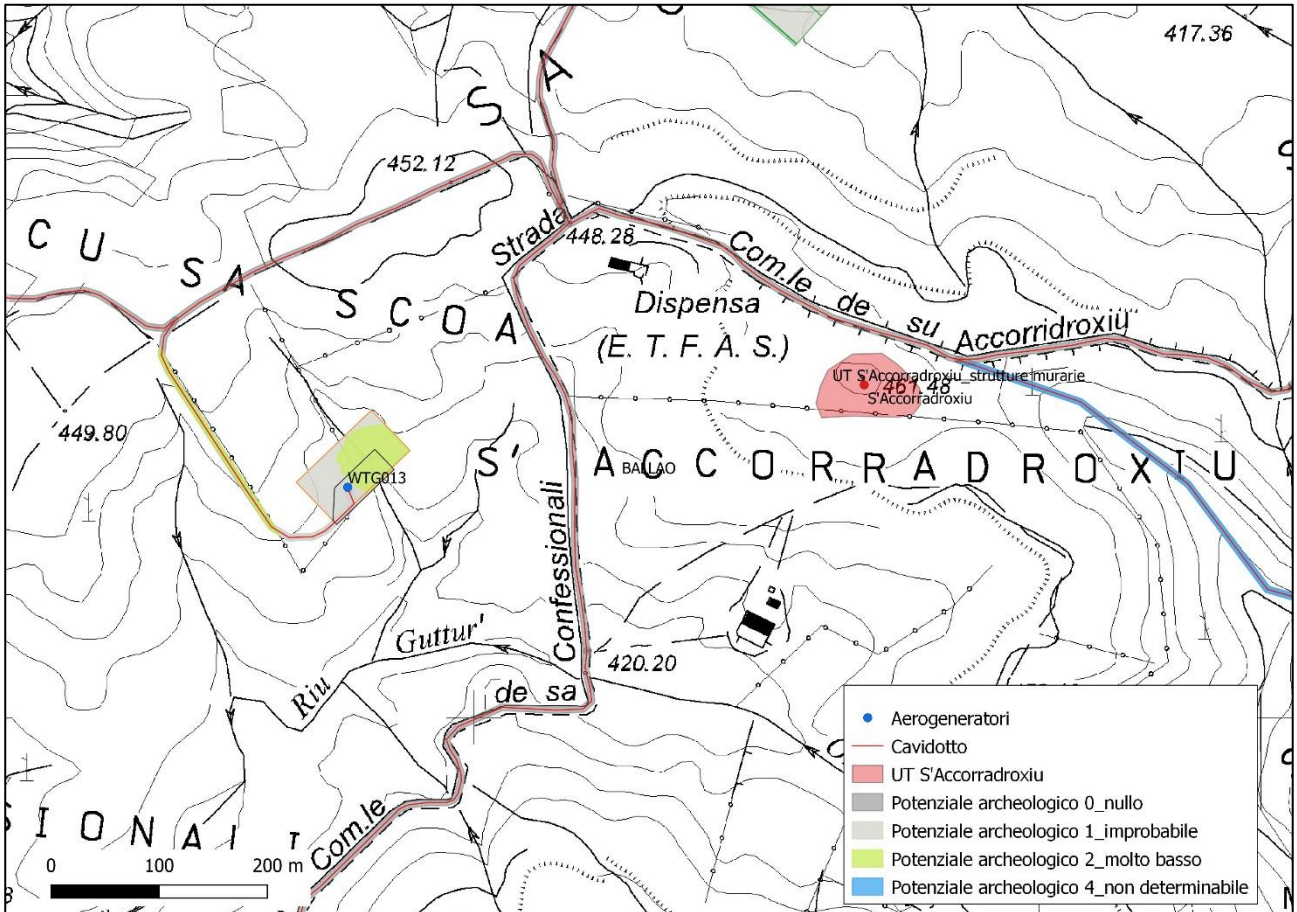 417.36
S A
452.12
C U S A S C O A
Strada
448.28
Com.le de su Accorridroxiu
Dispensa
(E. T. F. A. S.)
UT S'Accorradroxiu_strutture murarie
461.48
S'Accorradroxiu
449.80
WTG013
S' A C C O R R A D R O X I U
BALLAO
Confessionali
Guttur'
420.20
Riu
de sa
Com.le
S I O N A L I
0 100 200 m
Aerogeneratori
Cavidotto
UT S'Accorradroxiu
Potenziale archeologico 0_nullo
Potenziale archeologico 1_improbabile
Potenziale archeologico 2_molto basso
Potenziale archeologico 4_non determinabile